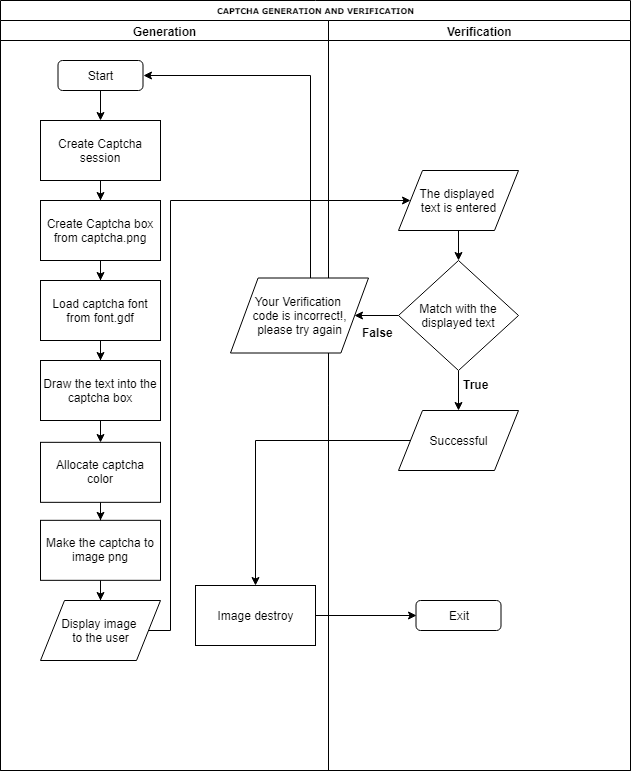 CAPTCHA GENERATION AND VERIFICATION
Generation
Verification
Start
Create Captcha
session
Create Captcha box
from captcha.png
Load captcha font
from font.gdf
Draw the text into the
captcha box
Allocate captcha
color
Make the captcha to
image png
Display image
to the user
The displayed
text is entered
Match with the
displayed text
False
Your Verification
code is incorrect!,
please try again
True
Successful
Image destroy
Exit